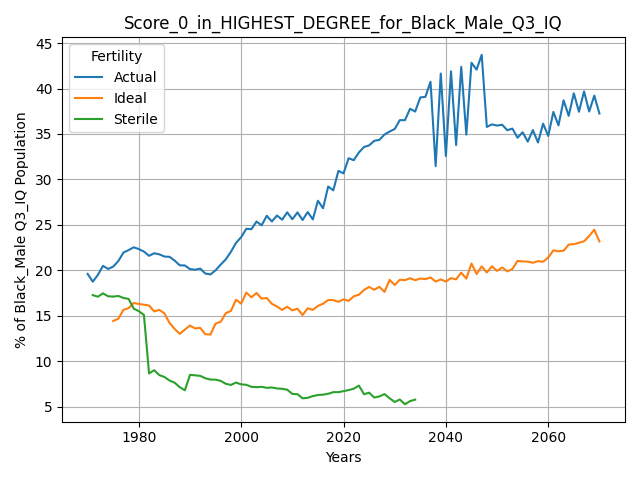 Score_0_in_HIGHEST_DEGREE_for_Black_Male_Q3_IQ
Fertility
Actual
Ideal
Sterile
% of Black_Male Q3_IQ Population
45
40
35
30
25
20
15
10
5
1980
2000
2020
2040
2060
Years